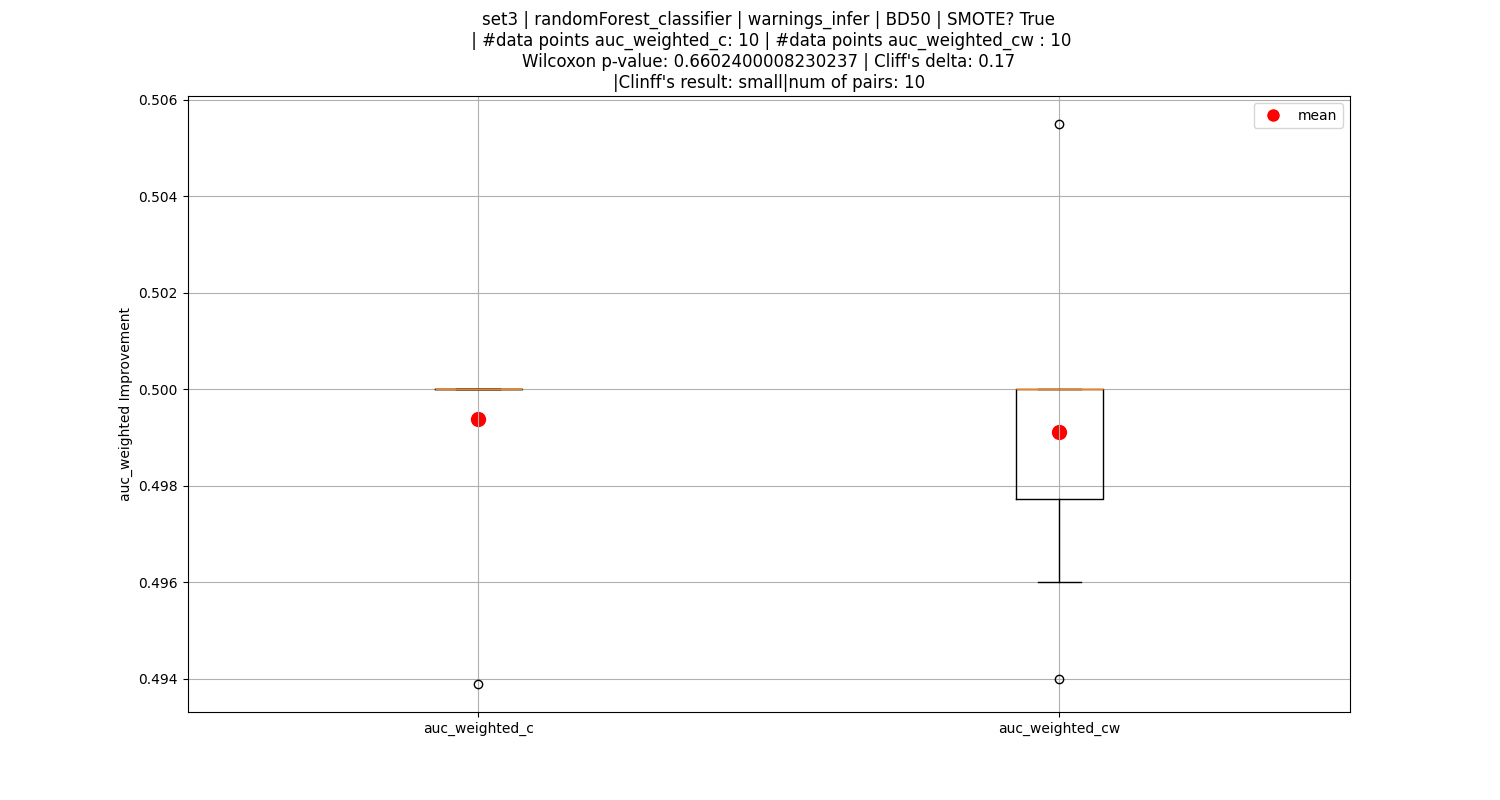 set3 | randomForest_classifier | warnings_infer | BD50 | SMOTE? True
| #data points auc_weighted_c: 10 | #data points auc_weighted_cw : 10
Wilcoxon p-value: 0.6602400008230237 | Cliff's delta: 0.17
|Clinff's result: small|num of pairs: 10
mean
auc_weighted Improvement
0.506
0.504
0.502
0.500
0.498
0.496
0.494
auc_weighted_c
auc_weighted_cw